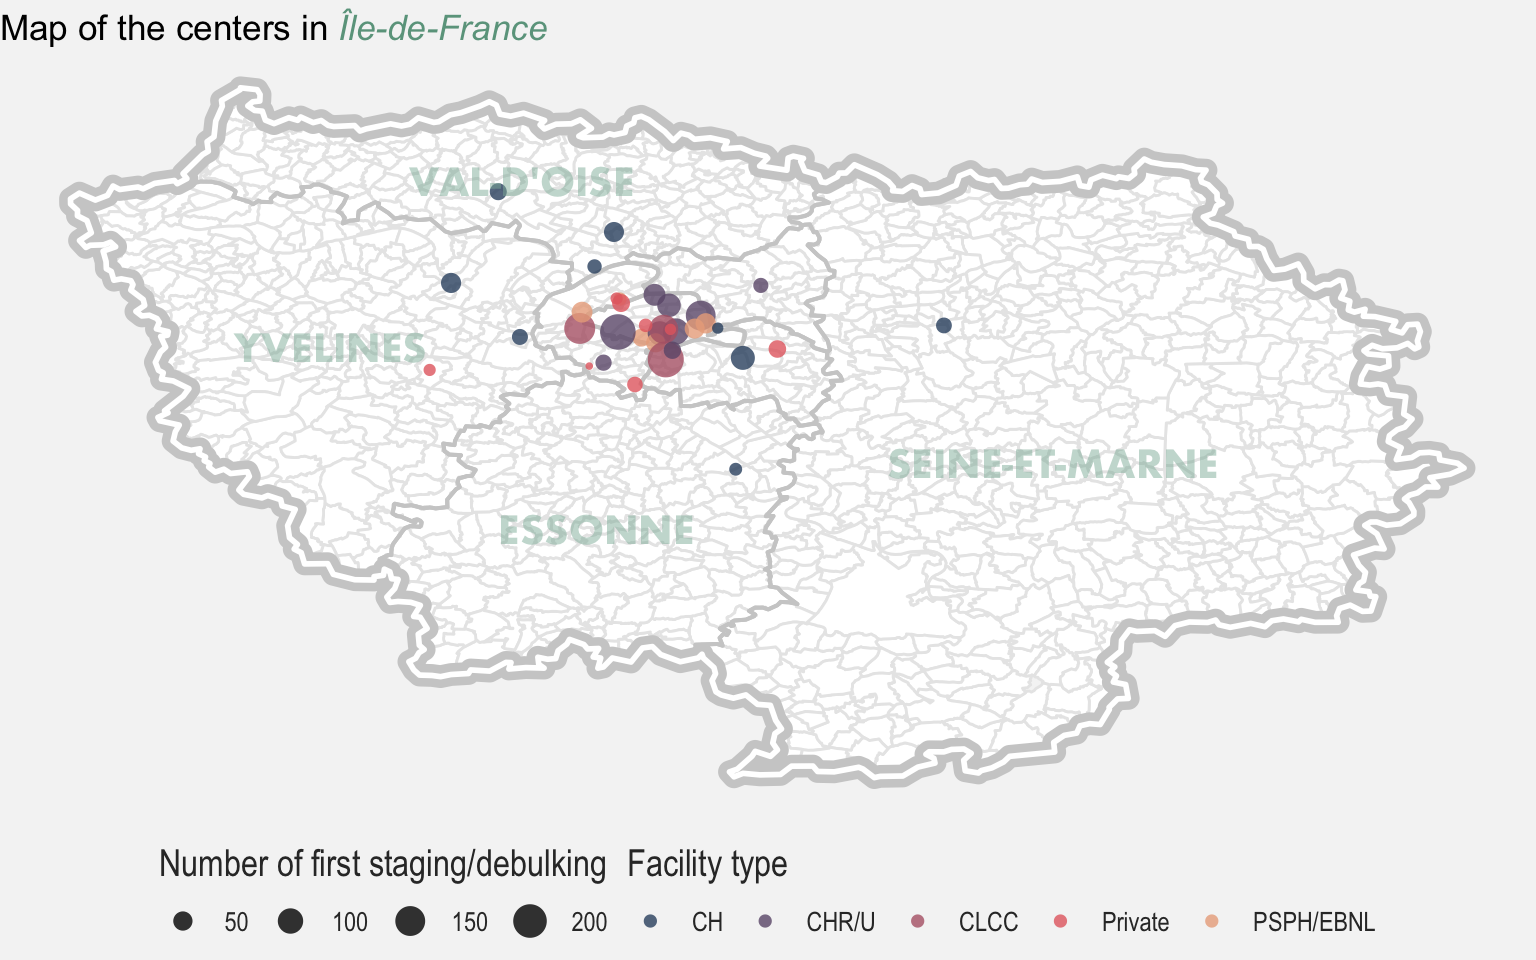 Map of the centers in Île-de-France
VAL D'OISE
YVELINES
SEINE-ET-MARNE
ESSONNE
Number of first staging/debulking Facility type
50 100 150 200 CH CHR/U CLCC Private PSPH/EBNL